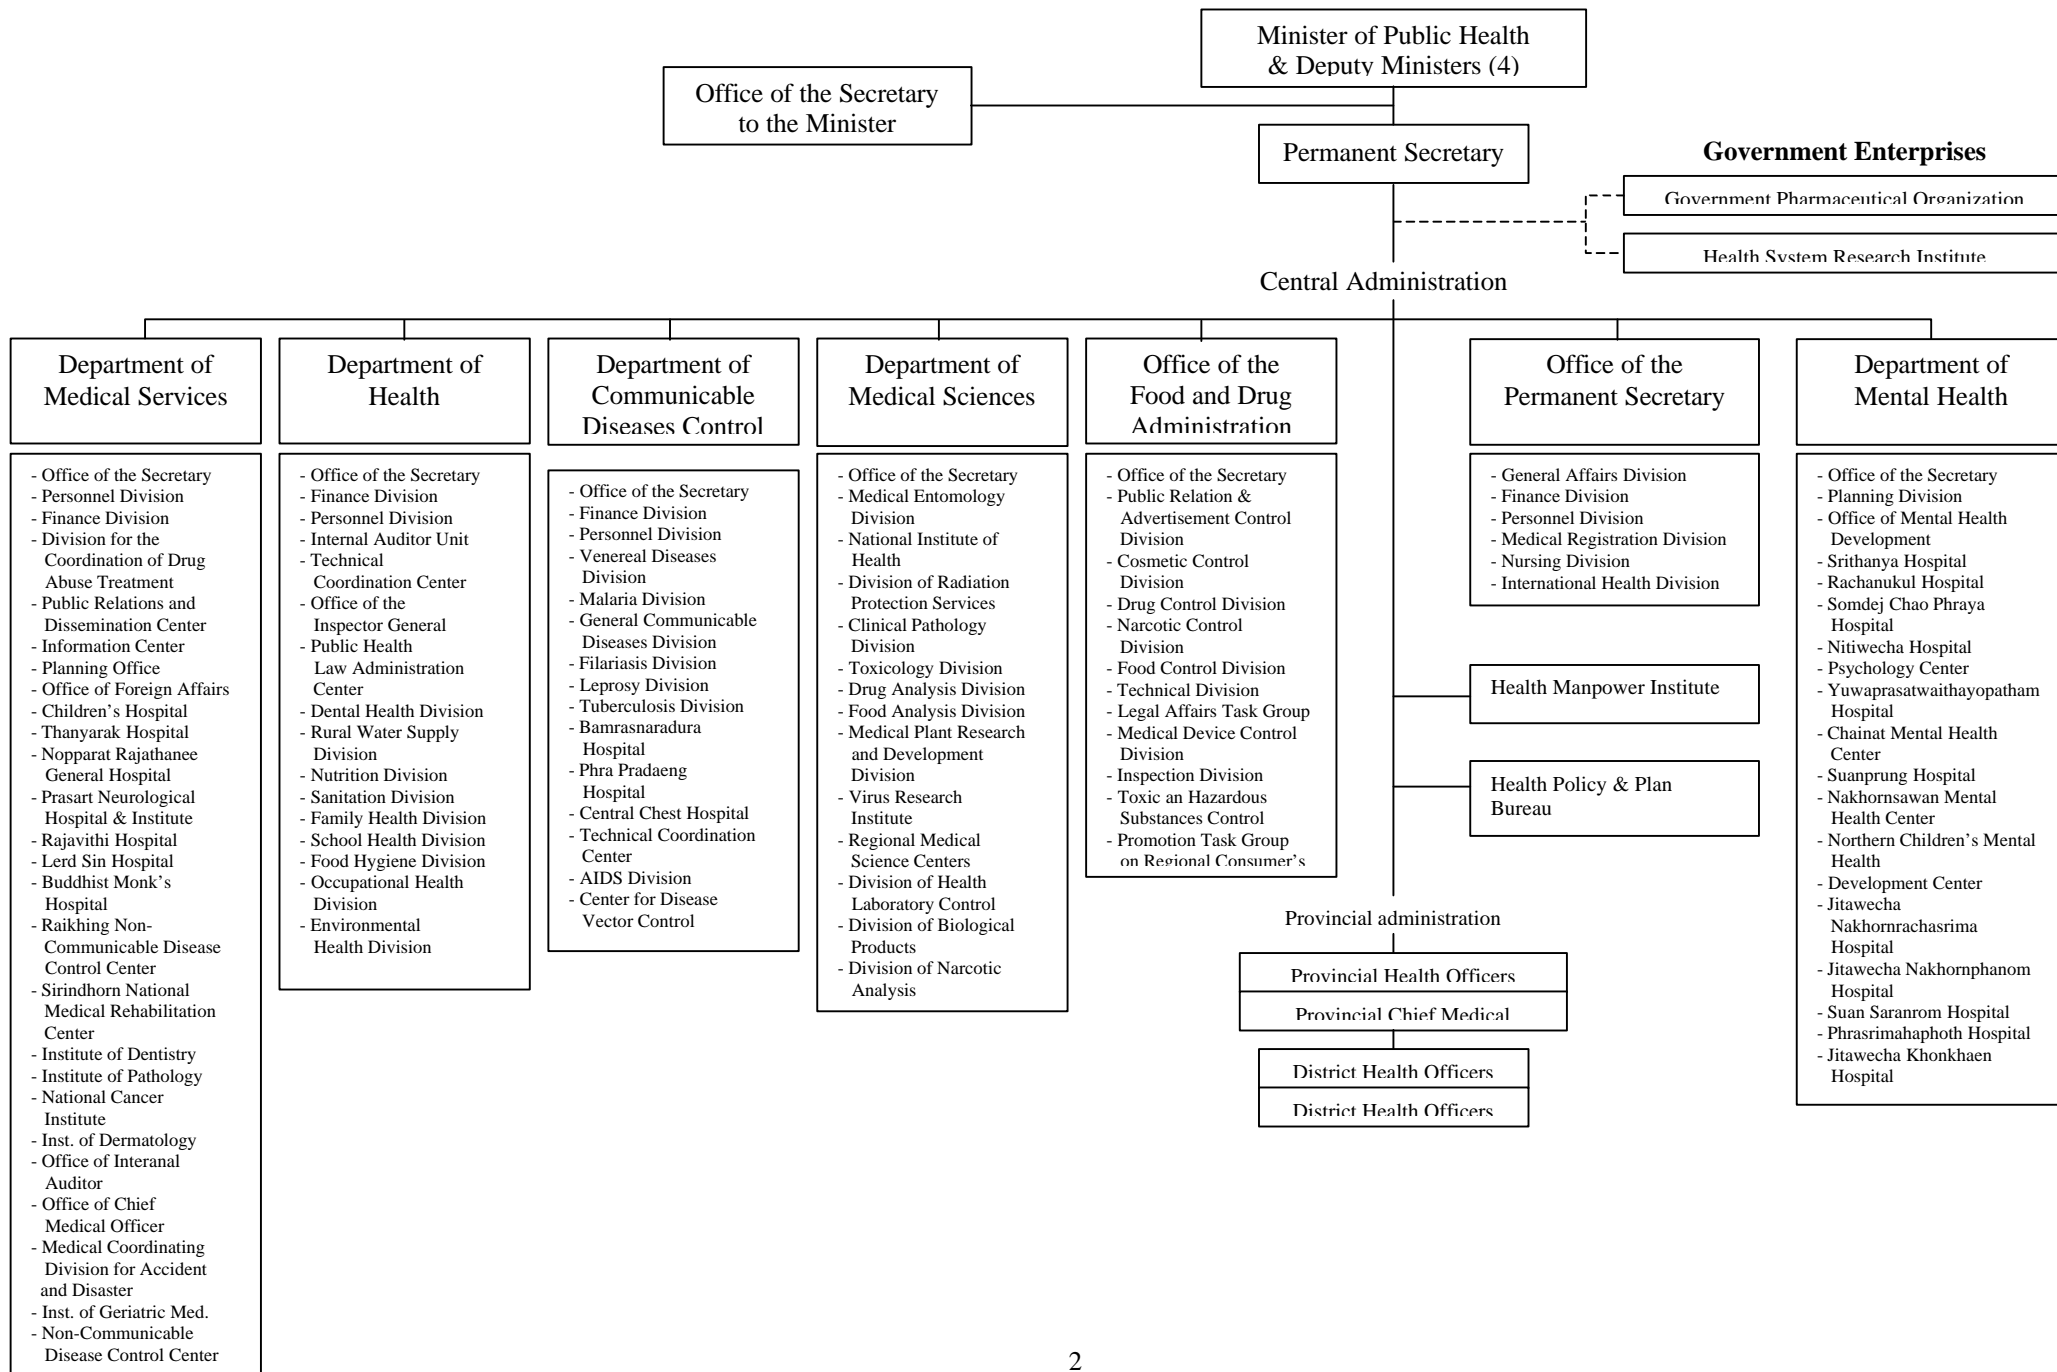 Minister of Public Health
& Deputy Ministers (4)
Office of the Secretary
to the Minister
Permanent Secretary
Government Enterprises
Government Pharmaceutical Organization
Health System Research Institute
Central Administration
Department of
Medical Services
- Office of the Secretary
- Personnel Division
- Finance Division
- Division for the
Coordination of Drug
Abuse Treatment
- Public Relations and
Dissemination Center
- Information Center
- Planning Office
- Office of Foreign Affairs
- Children's Hospital
- Thanyarak Hospital
- Nopparat Rajathanee
General Hospital
- Prasart Neurological
Hospital & Institute
- Rajavithi Hospital
- Lerd Sin Hospital
- Buddhist Monk's
Hospital
- Raikhing Non-
Communicable Disease
Control Center
- Sirindhorn National
Medical Rehabilitation
Center
- Institute of Dentistry
- Institute of Pathology
- National Cancer
Institute
- Inst. of Dermatology
- Office of Interanal
Auditor
- Office of Chief
Medical Officer
- Medical Coordinating
Division for Accident
and Disaster
- Inst. of Geriatric Med.
- Non-Communicable
Disease Control Center
Department of
Health
- Office of the Secretary
- Finance Division
- Personnel Division
- Internal Auditor Unit
- Technical
Coordination Center
- Office of the
Inspector General
- Public Health
Law Administration
Center
- Dental Health Division
- Rural Water Supply
Division
- Nutrition Division
- Sanitation Division
- Family Health Division
- School Health Division
- Food Hygiene Division
- Occupational Health
Division
- Environmental
Health Division
Department of
Communicable
Diseases Control
- Office of the Secretary
- Finance Division
- Personnel Division
- Venereal Diseases
Division
- Malaria Division
- General Communicable
Diseases Division
- Filariasis Division
- Leprosy Division
- Tuberculosis Division
- Bamrasnaradura
Hospital
- Phra Pradaeng
Hospital
- Central Chest Hospital
- Technical Coordination
Center
- AIDS Division
- Center for Disease
Vector Control
Department of
Medical Sciences
- Office of the Secretary
- Medical Entomology
Division
- National Institute of
Health
- Division of Radiation
Protection Services
- Clinical Pathology
Division
- Toxicology Division
- Drug Analysis Division
- Food Analysis Division
- Medical Plant Research
and Development
Division
- Virus Research
Institute
- Regional Medical
Science Centers
- Division of Health
Laboratory Control
- Division of Biological
Products
- Division of Narcotic
Analysis
Office of the
Food and Drug
Administration
- Office of the Secretary
- Public Relation &
Advertisement Control
Division
- Cosmetic Control
Division
- Drug Control Division
- Narcotic Control
Division
- Food Control Division
- Technical Division
- Legal Affairs Task Group
- Medical Device Control
Division
- Inspection Division
- Toxic an Hazardous
Substances Control
- Promotion Task Group
on Regional Consumer's
Office of the
Permanent Secretary
- General Affairs Division
- Finance Division
- Personnel Division
- Medical Registration Division
- Nursing Division
- International Health Division
Health Manpower Institute
Health Policy & Plan
Bureau
Department of
Mental Health
- Office of the Secretary
- Planning Division
- Office of Mental Health
Development
- Srithanya Hospital
- Rachanukul Hospital
- Somdej Chao Phraya
Hospital
- Nitiwecha Hospital
- Psychology Center
- Yuwaprasatwaithayopatham
Hospital
- Chainat Mental Health
Center
- Suanprung Hospital
- Nakhornsawan Mental
Health Center
- Northern Children's Mental
Health
- Development Center
- Jitawecha
Nakhornrachasrima
Hospital
- Jitawecha Nakhornphanom
Hospital
- Suan Saranrom Hospital
- Phrasrimahaphoth Hospital
- Jitawecha Khonkhaen
Hospital
Provincial administration
Provincial Health Officers
Provincial Chief Medical
District Health Officers
District Health Officers
2